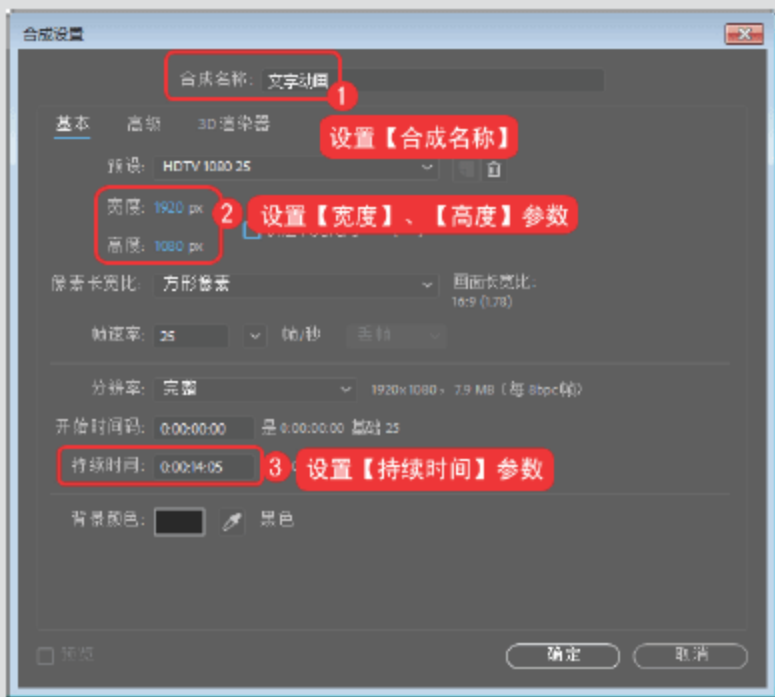 合成设置
合成名称: 文字动画
1
设置【合成名称】
基本 高级 3D 渲染器
预设: HDTV 1080 25
宽度: 1920 px
2 设置【宽度】、【高度】参数
高度: 1080 px
像素长宽比: 方形像素
画面长宽比:
16:9 (1.78)
帧速率: 25 帧/秒 丢帧
分辨率: 完整 1920x1080，7.9 MB（每 8bpc帧）
开始时间码: 0:00:00:00 是 0:00:00:00 基础 25
持续时间: 0:00:14:05
3 设置【持续时间】参数
背景颜色: 黑色
预览 确定 取消